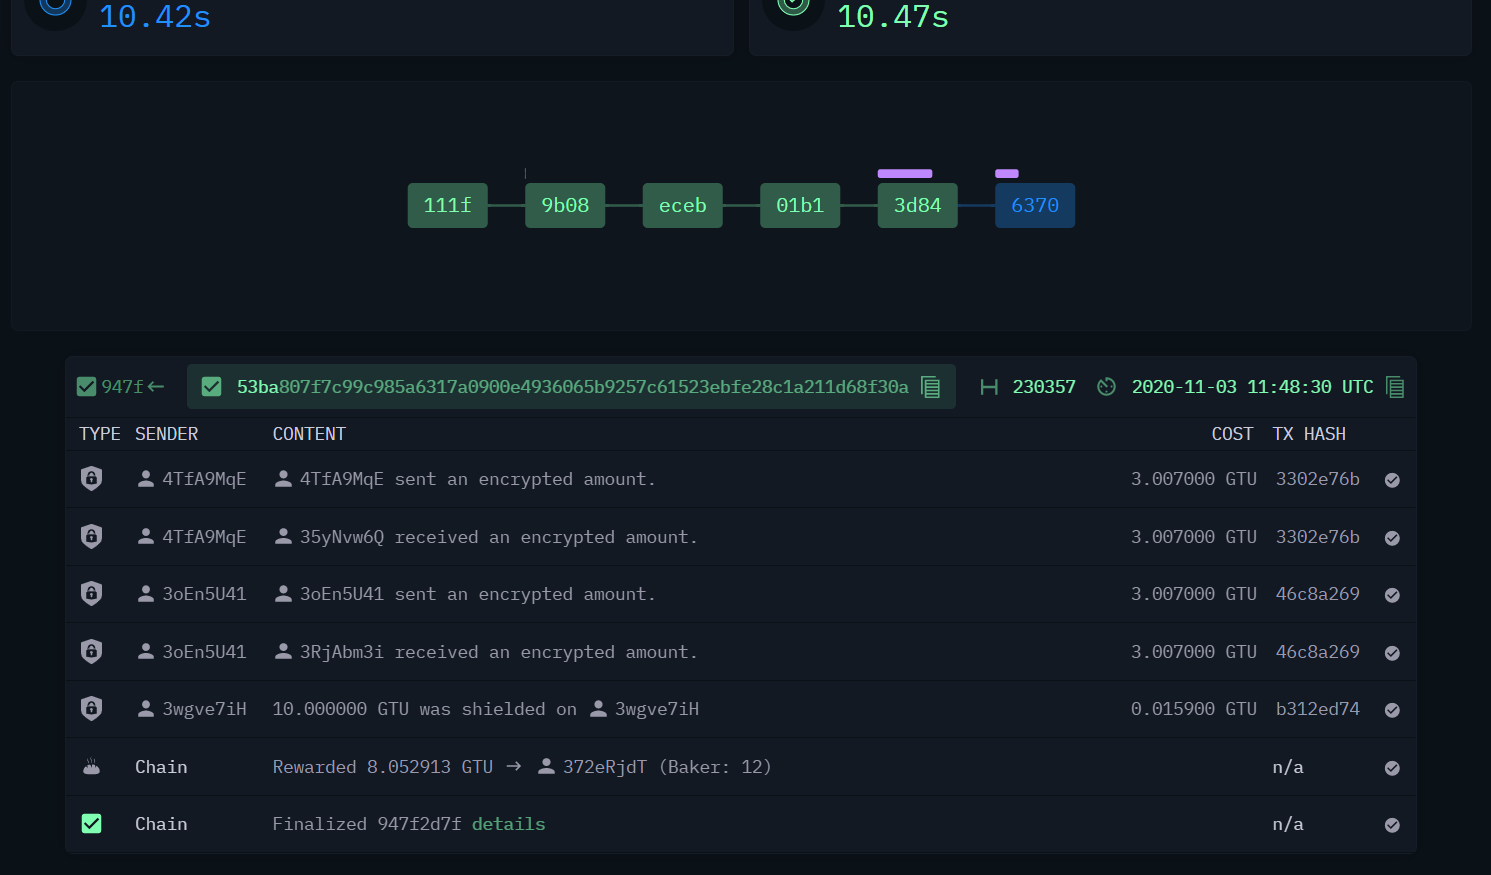 10.42s 10.47s
111f 9b08 eceb 01b1 3d84 6370
947f ← 53ba807f7c99c985a6317a0900e4936065b9257c61523ebfe28c1a211d68f30a 230357 2020-11-03 11:48:30 UTC
TYPE SENDER CONTENT COST TX HASH
4TfA9MqE 4TfA9MqE sent an encrypted amount. 3.007000 GTU 3302e76b
4TfA9MqE 35yNvw6Q received an encrypted amount. 3.007000 GTU 3302e76b
3oEn5U41 3oEn5U41 sent an encrypted amount. 3.007000 GTU 46c8a269
3oEn5U41 3RjAbm3i received an encrypted amount. 3.007000 GTU 46c8a269
3wgve7iH 10.000000 GTU was shielded on 3wgve7iH 0.015900 GTU b312ed74
Chain Rewarded 8.052913 GTU → 372eRjdT (Baker: 12) n/a
Chain Finalized 947f2d7f details n/a